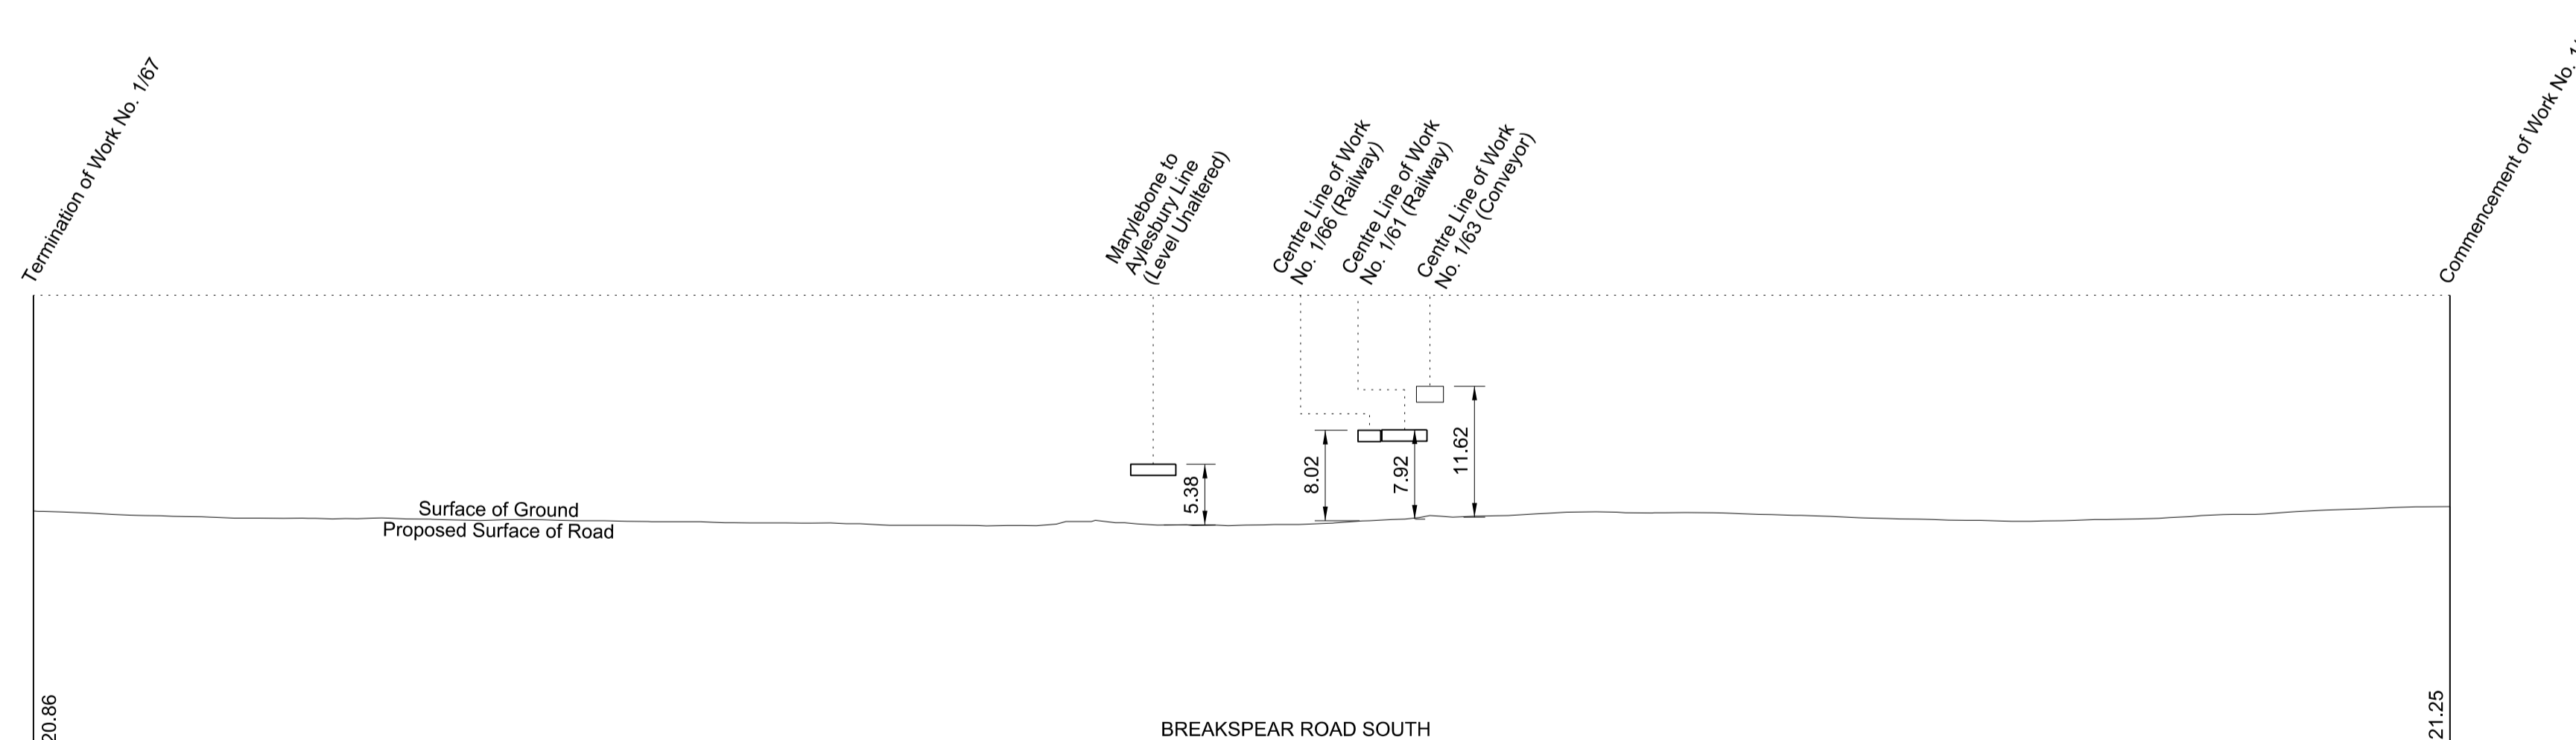 Termination of Work No. 1/67
Marylebone to
Aylesbury Line
(Level Unaltered)
Centre Line of Work
No. 1/66 (Railway)
Centre Line of Work
No. 1/61 (Railway)
Centre Line of Work
No. 1/63 (Conveyor)
Commencement of Work No.
5.38
8.02
7.92
11.62
Surface of Ground
Proposed Surface of Road
20.86
BREAKSPEAR ROAD SOUTH
21.25